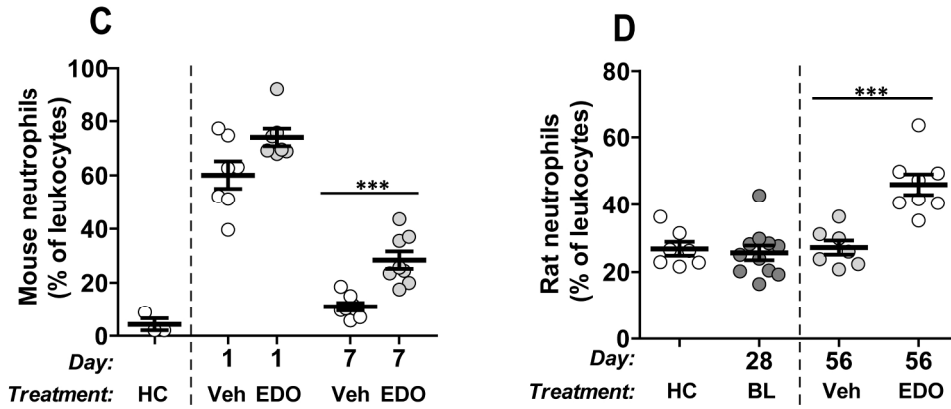 C
Mouse neutrophils
(% of leukocytes)
100
80
60
40
20
0
***
Day: 1 1 7 7
Treatment: HC Veh EDO Veh EDO
D
Rat neutrophils
(% of leukocytes)
80
60
40
20
0
***
Day: 28 56 56
Treatment: HC BL Veh EDO